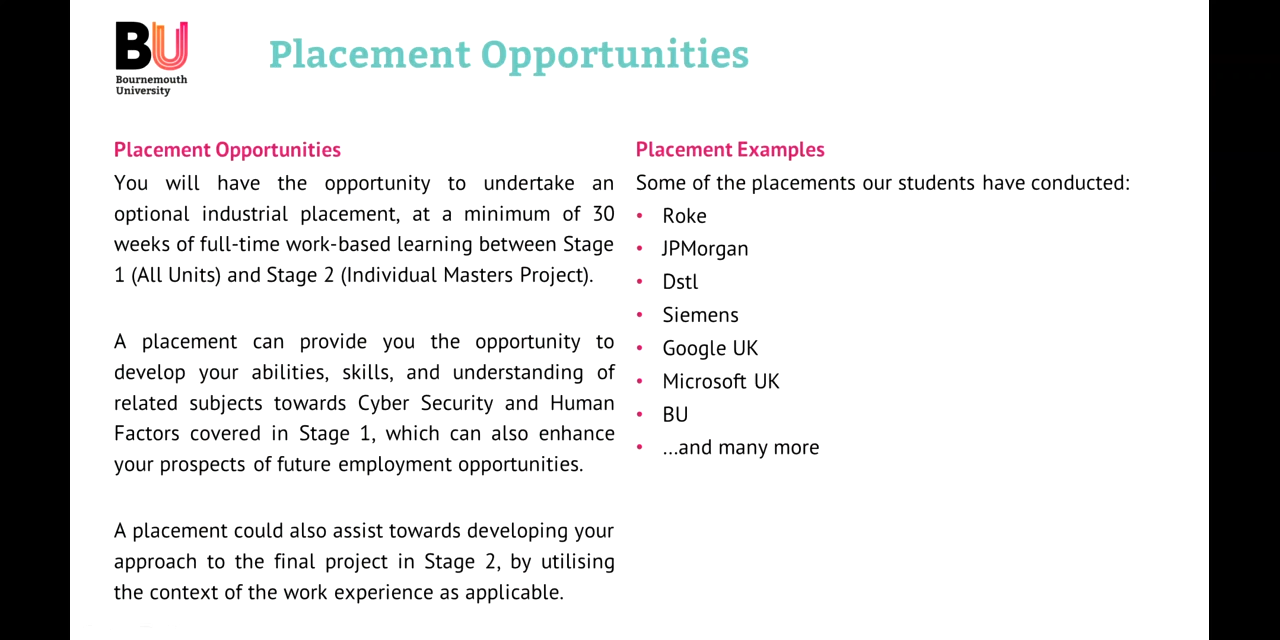 BU
Bournemouth
University
Placement Opportunities
Placement Opportunities
You will have the opportunity to undertake an
optional industrial placement, at a minimum of 30
weeks of full-time work-based learning between Stage
1 (All Units) and Stage 2 (Individual Masters Project).
A placement can provide you the opportunity to
develop your abilities, skills, and understanding of
related subjects towards Cyber Security and Human
Factors covered in Stage 1, which can also enhance
your prospects of future employment opportunities.
A placement could also assist towards developing your
approach to the final project in Stage 2, by utilising
the context of the work experience as applicable.
Placement Examples
Some of the placements our students have conducted:
• Roke
• JPMorgan
• Dstl
• Siemens
• Google UK
• Microsoft UK
• BU
• ...and many more